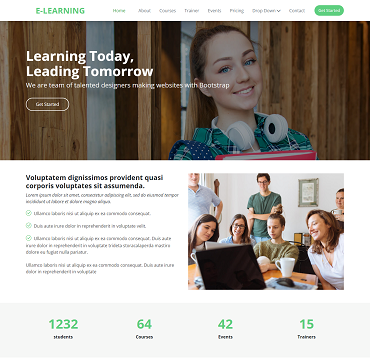 E-LEARNING
Home About Courses Trainer Events Pricing Drop Down Contact Get Started
Learning Today,
Leading Tomorrow
We are team of talented designers making websites with Bootstrap
Get Started
Voluptatem dignissimos provident quasi
corporis voluptates sit assumenda.
Lorem ipsum dolor sit amet, consectetur adipiscing elit, sed do eiusmod tempor
incididunt ut labore et dolore magna aliqua.
Ullamco laboris nisi ut aliquip ex ea commodo consequat.
Duis aute irure dolor in reprehenderit in voluptate velit.
Ullamco laboris nisi ut aliquip ex ea commodo consequat. Duis aute
irure dolor in reprehenderit in voluptate trideta storacalaperda mastiro
dolore eu fugiat nulla pariatur.
Ullamco laboris nisi ut aliquip ex ea commodo consequat. Duis aute irure
dolor in reprehenderit in voluptate
1232 64 42 15
students Courses Events Trainers